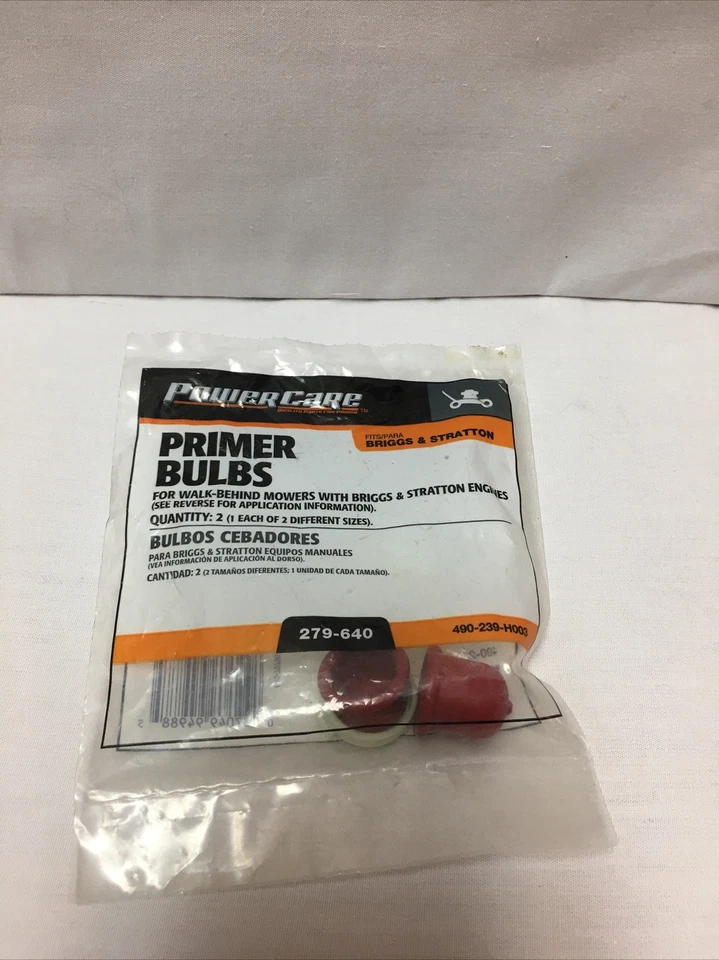 PowerCare
FITS/PARA
BRIGGS & STRATTON
PRIMER
BULBS
FOR WALK-BEHIND MOWERS WITH BRIGGS & STRATTON ENGINES
(SEE REVERSE FOR APPLICATION INFORMATION).
QUANTITY: 2 (1 EACH OF 2 DIFFERENT SIZES).
BULBOS CEBADORES
PARA BRIGGS & STRATTON EQUIPOS MANUALES
(VEA INFORMACIÓN DE APLICACIÓN AL DORSO).
CANTIDAD: 2 (2 TAMAÑOS DIFERENTES; 1 UNIDAD DE CADA TAMAÑO).
279-640
490-239-H003